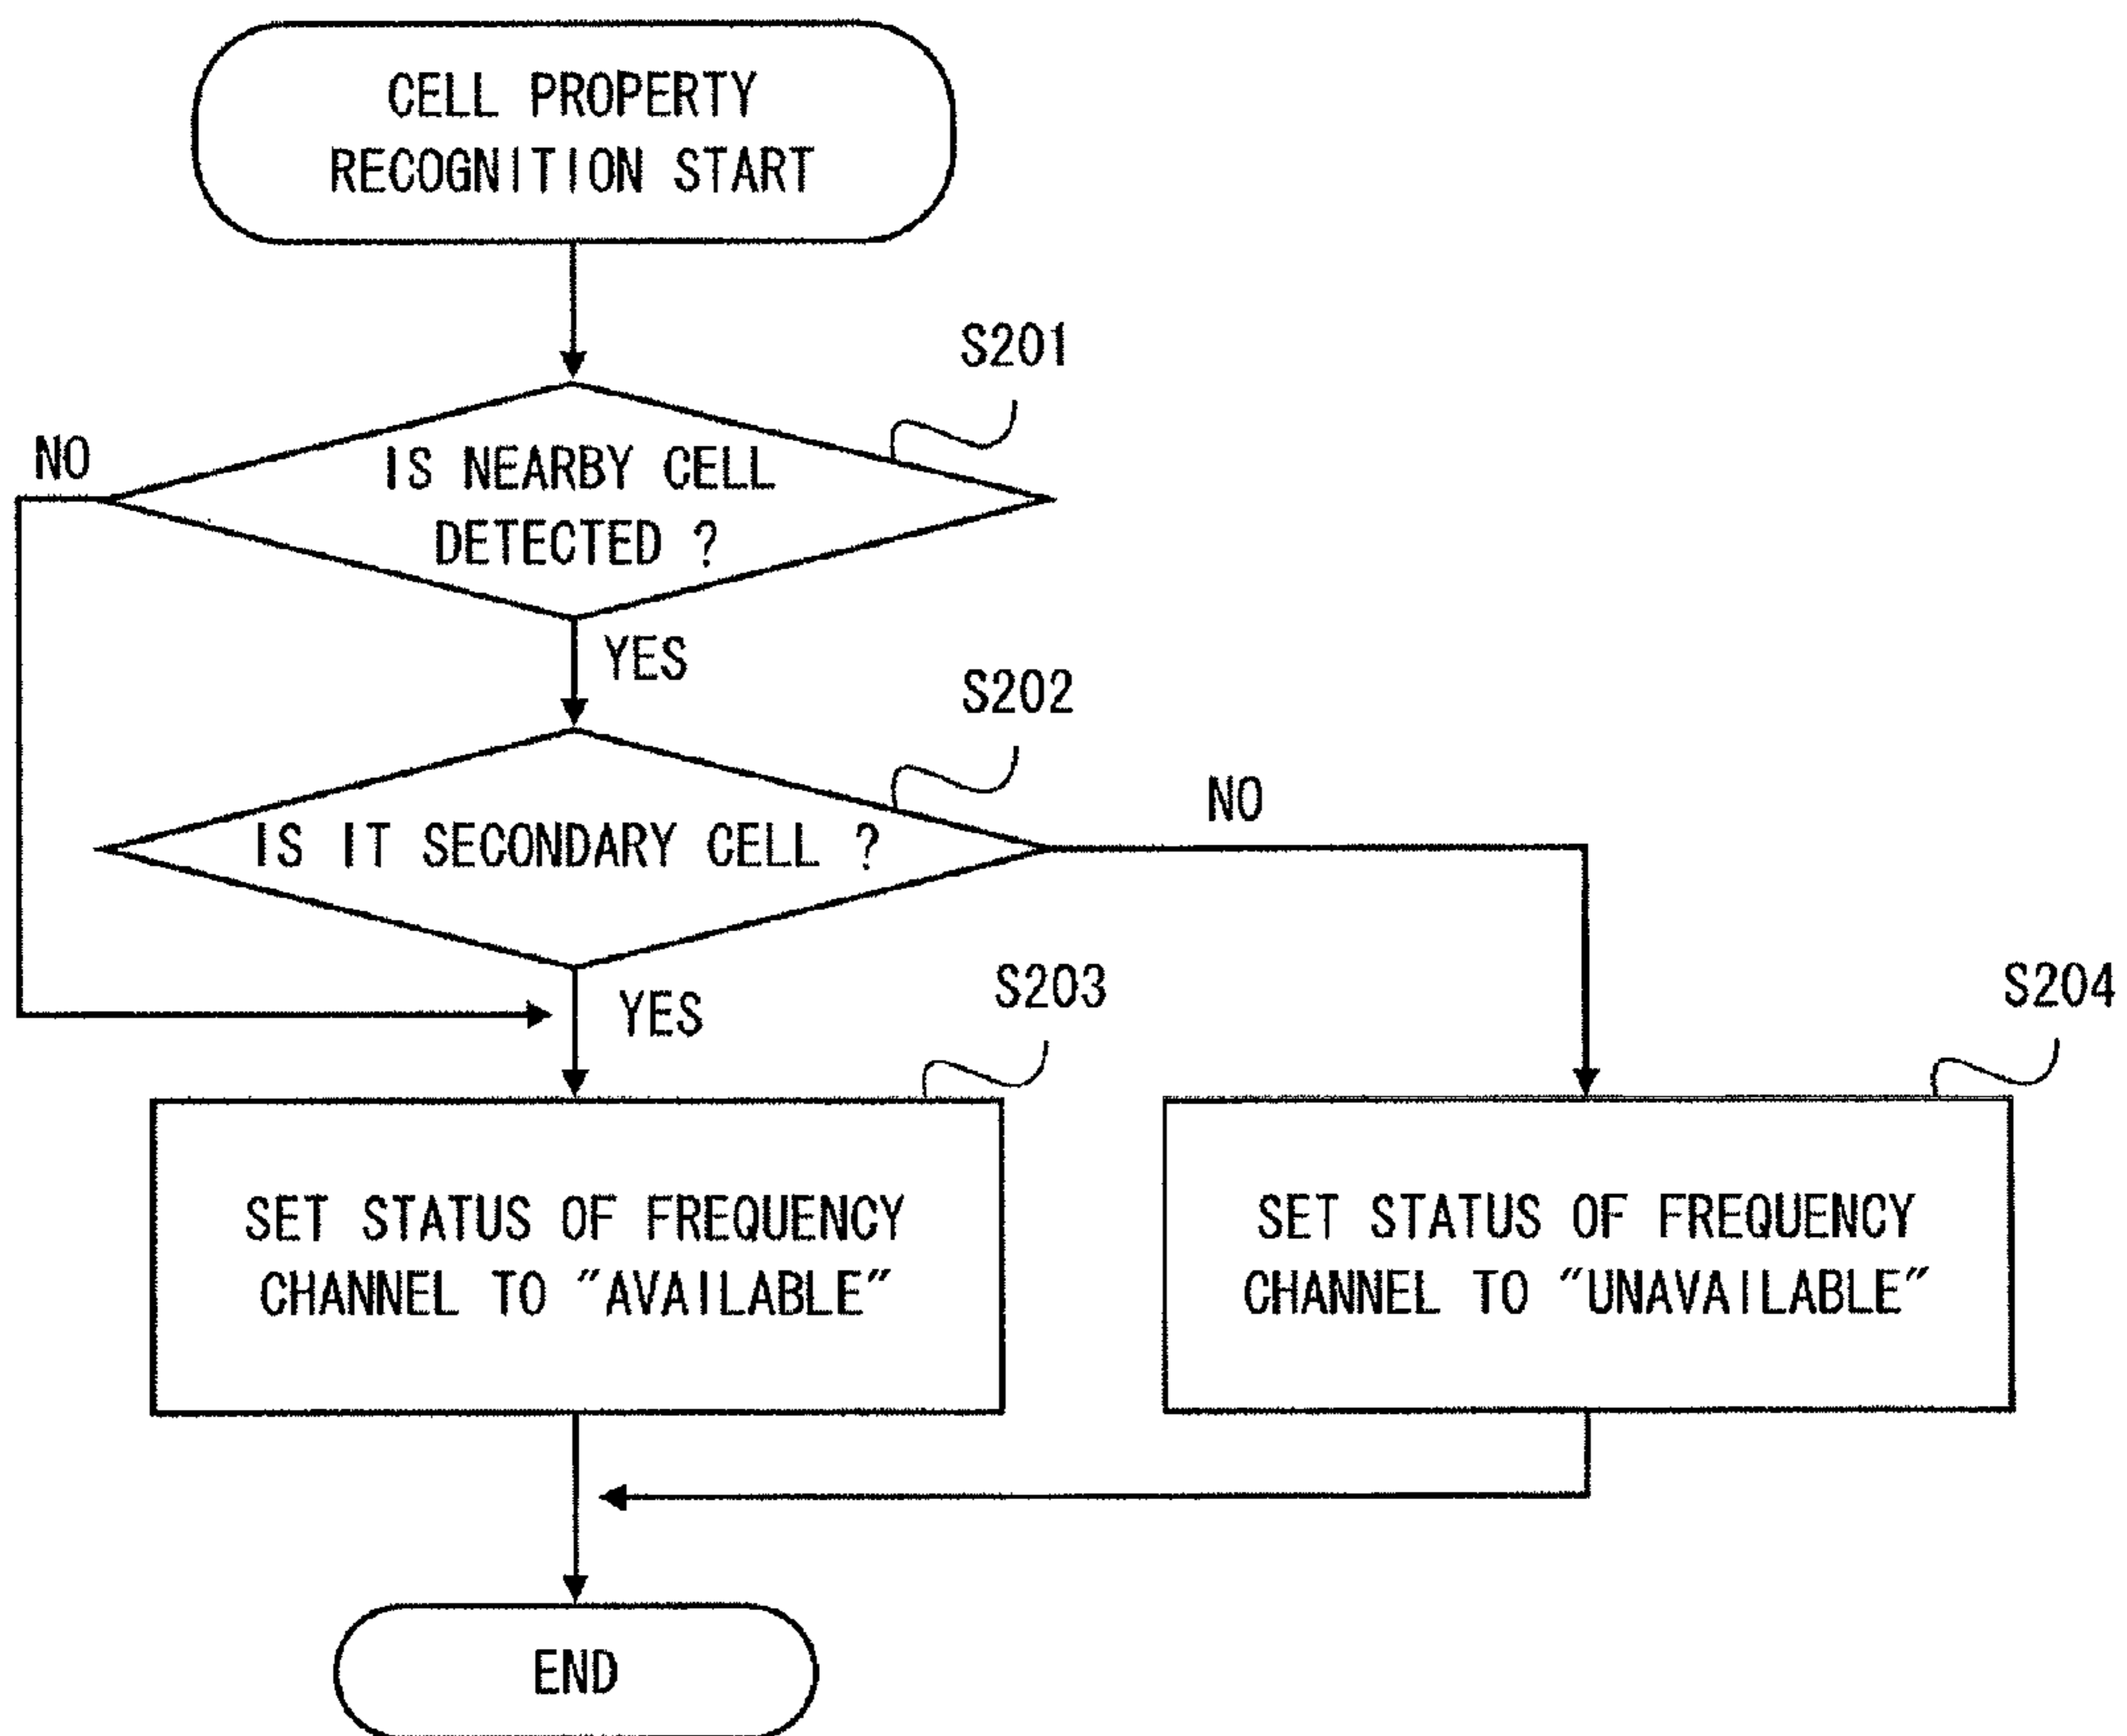 CELL PROPERTY
RECOGNITION START
S201
NO
IS NEARBY CELL
DETECTED ?
YES
S202
NO
IS IT SECONDARY CELL ?
YES
S203
S204
SET STATUS OF FREQUENCY
CHANNEL TO "AVAILABLE"
SET STATUS OF FREQUENCY
CHANNEL TO "UNAVAILABLE"
END